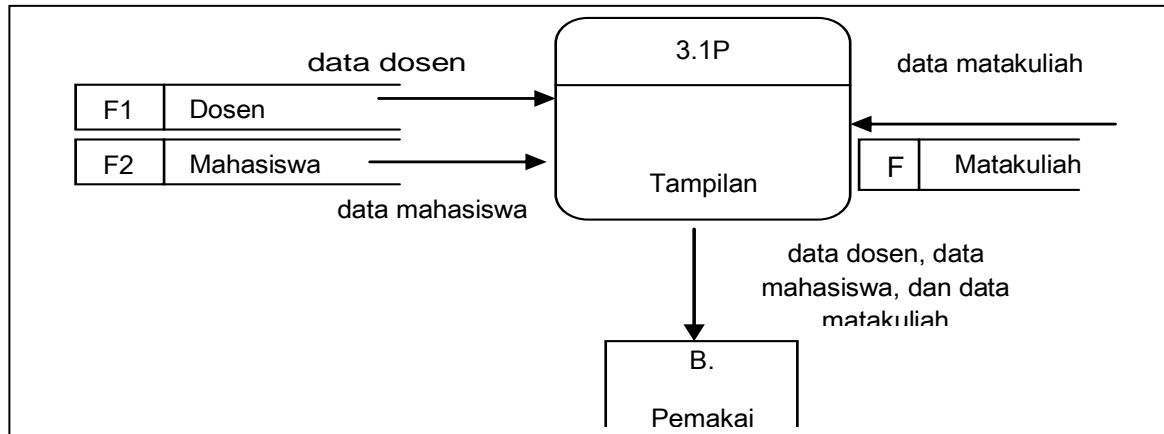 3.1P
data dosen
data matakuliah
F1 Dosen
F2 Mahasiswa
F Matakuliah
Tampilan
data mahasiswa
data dosen, data
mahasiswa, dan data
matakuliah
B.
Pemakai